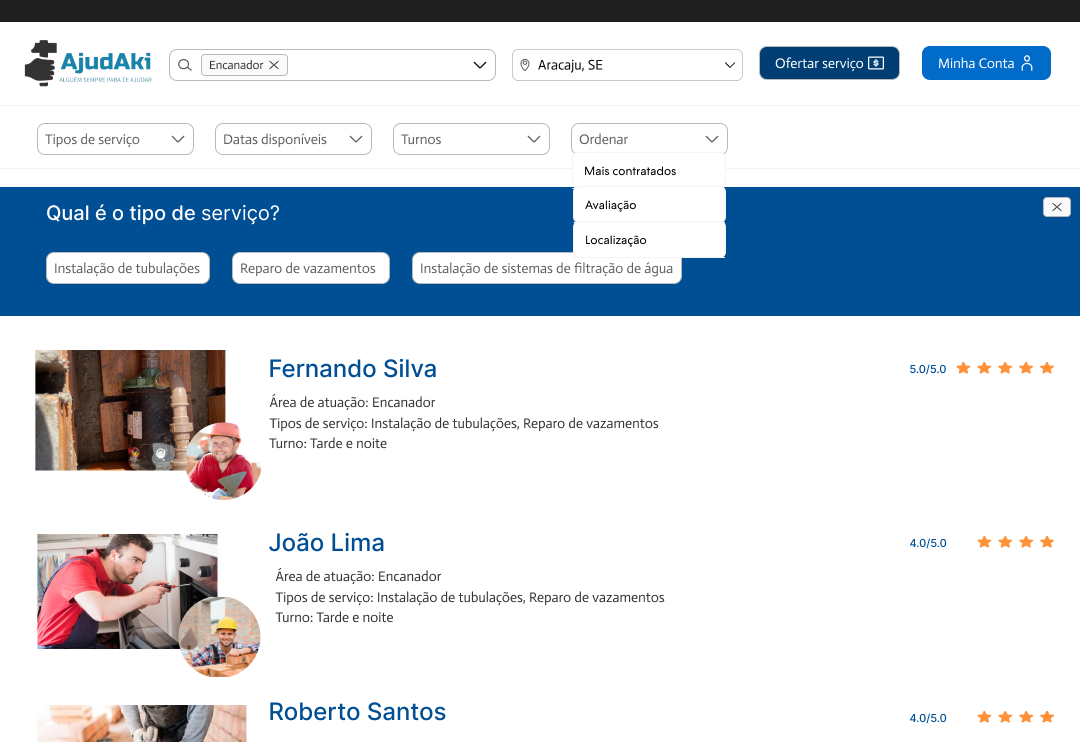 AjudAki
ALGUÉM SEMPRE PARA TE AJUDAR
Encanador
Aracaju, SE
Ofertar serviço
Minha Conta
Tipos de serviço
Datas disponíveis
Turnos
Ordenar
Mais contratados
Avaliação
Localização
Qual é o tipo de serviço?
Instalação de tubulações
Reparo de vazamentos
Instalação de sistemas de filtração de água
Fernando Silva
5.0/5.0
Área de atuação: Encanador
Tipos de serviço: Instalação de tubulações, Reparo de vazamentos
Turno: Tarde e noite
João Lima
4.0/5.0
Área de atuação: Encanador
Tipos de serviço: Instalação de tubulações, Reparo de vazamentos
Turno: Tarde e noite
Roberto Santos
4.0/5.0